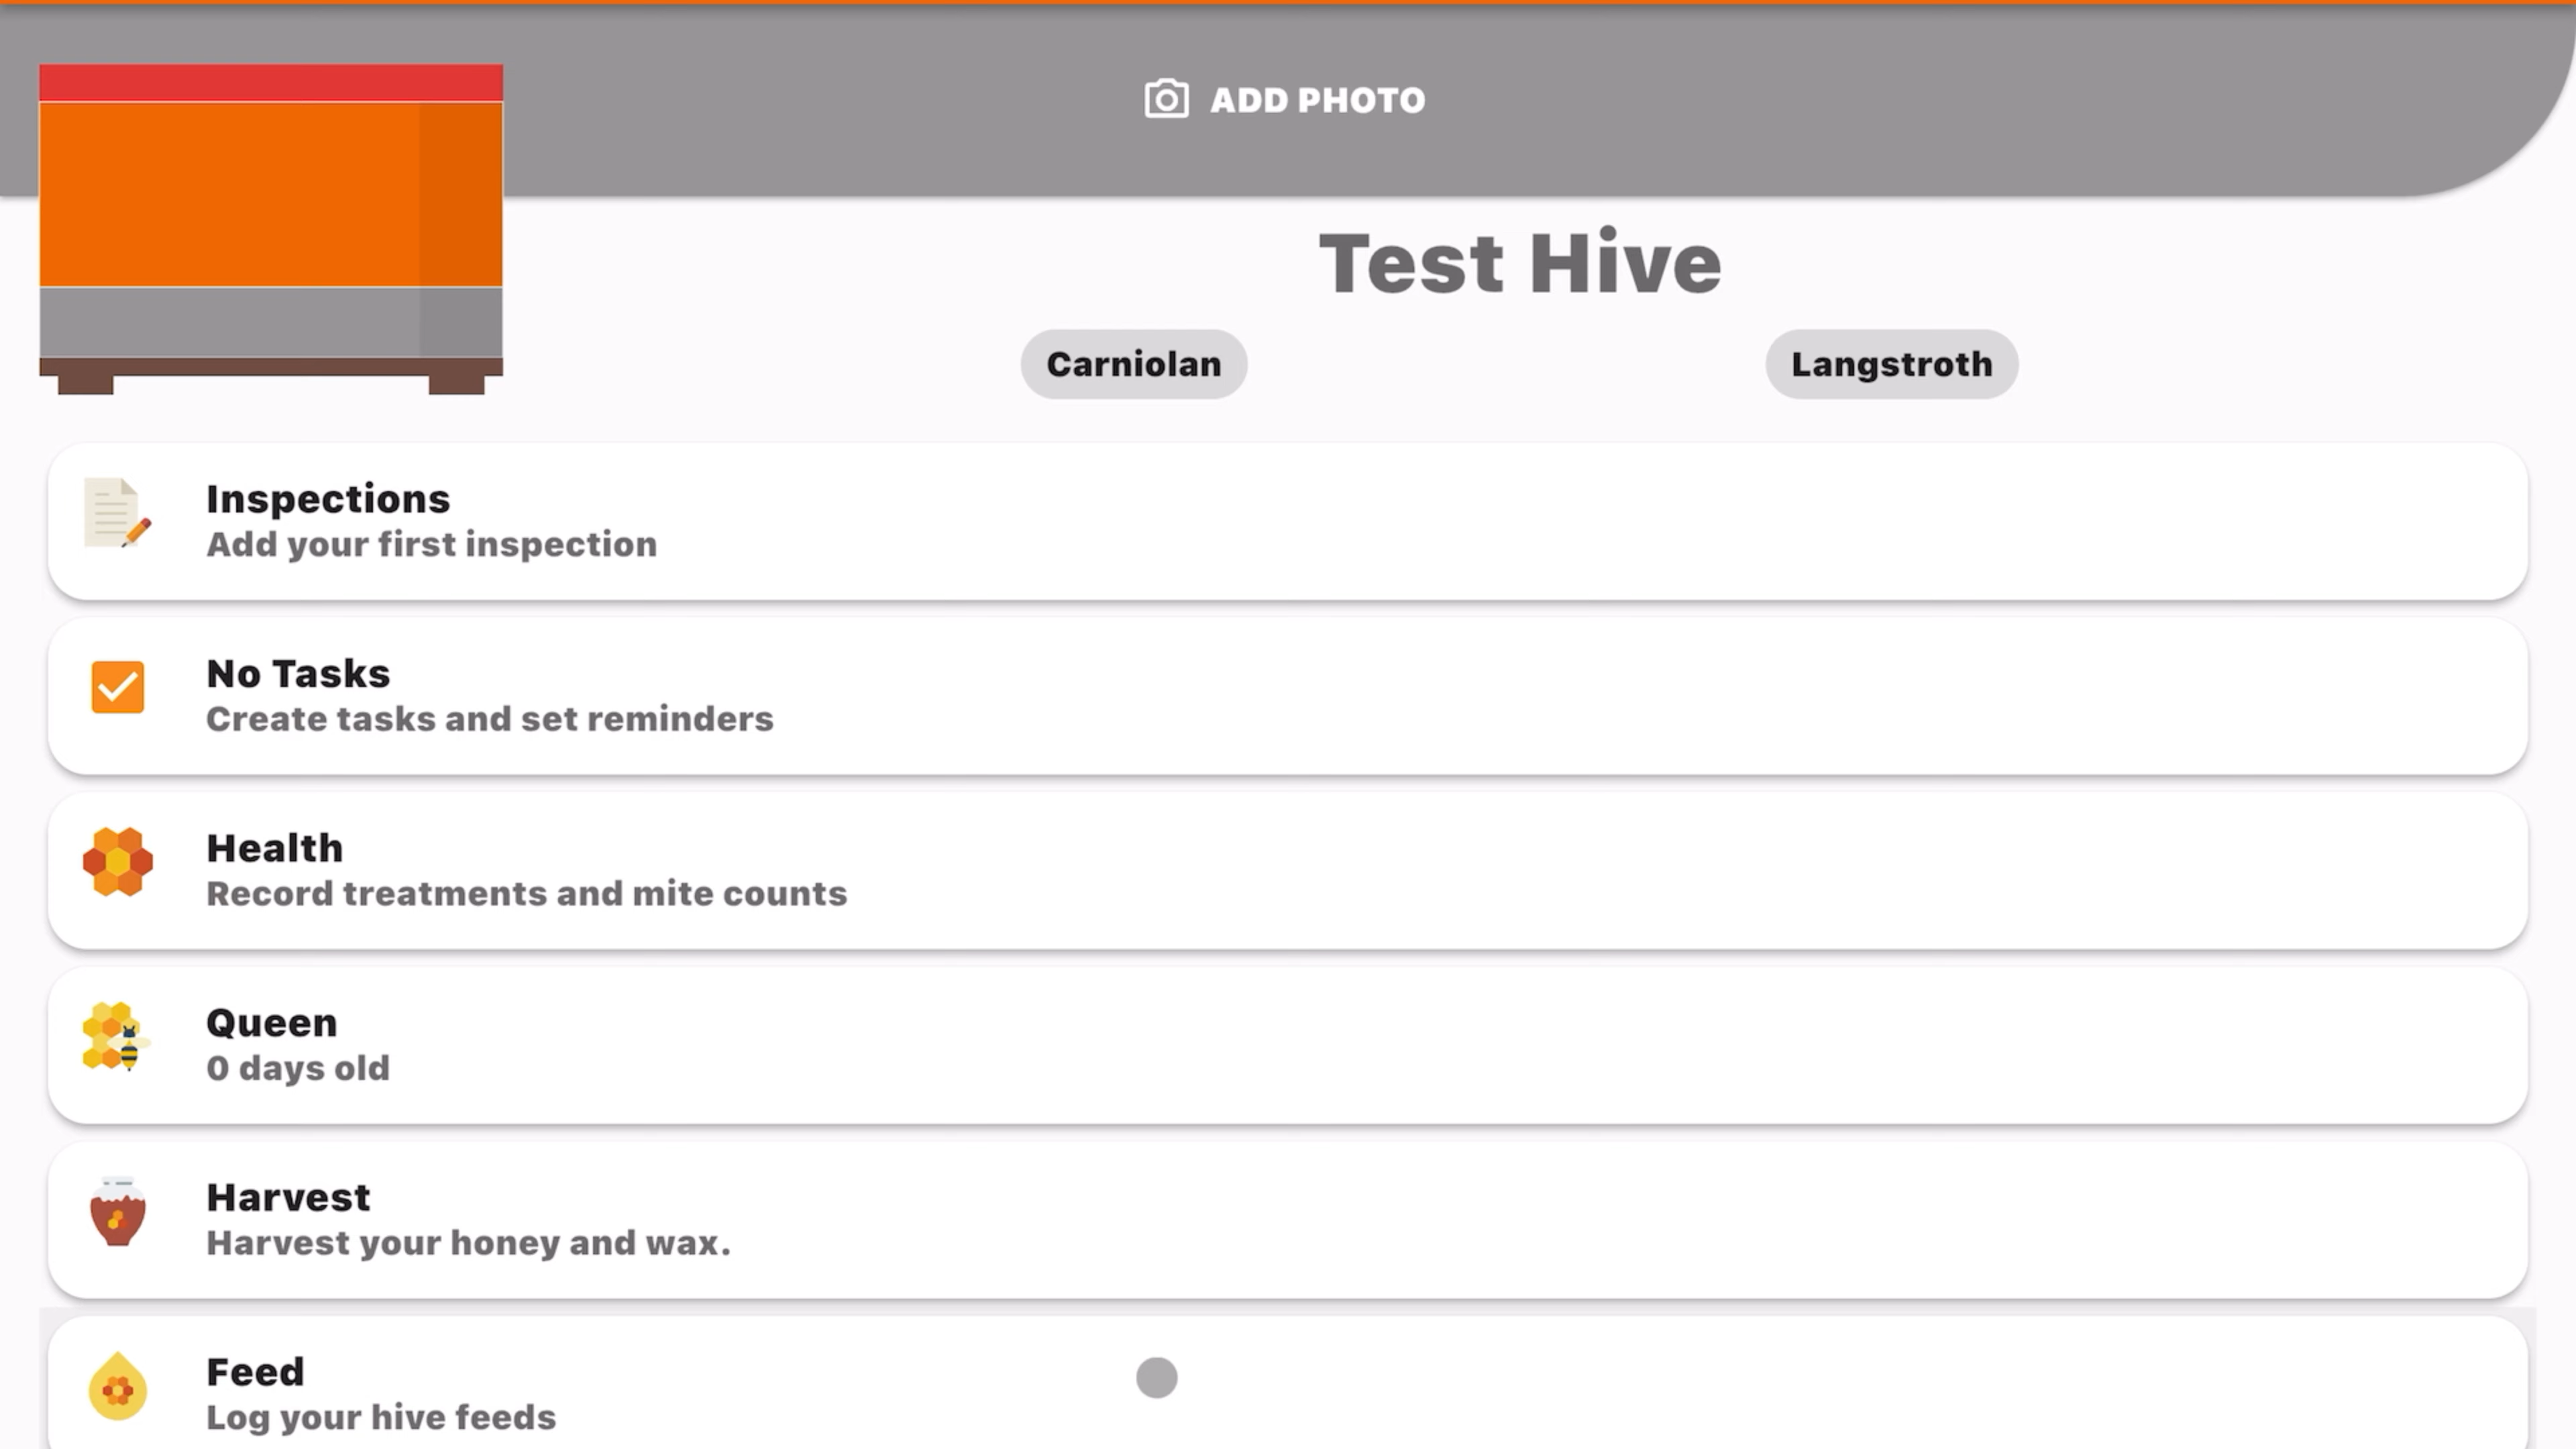 ADD PHOTO
Test Hive
Carniolan
Langstroth
Inspections
Add your first inspection
No Tasks
Create tasks and set reminders
Health
Record treatments and mite counts
Queen
0 days old
Harvest
Harvest your honey and wax.
Feed
Log your hive feeds